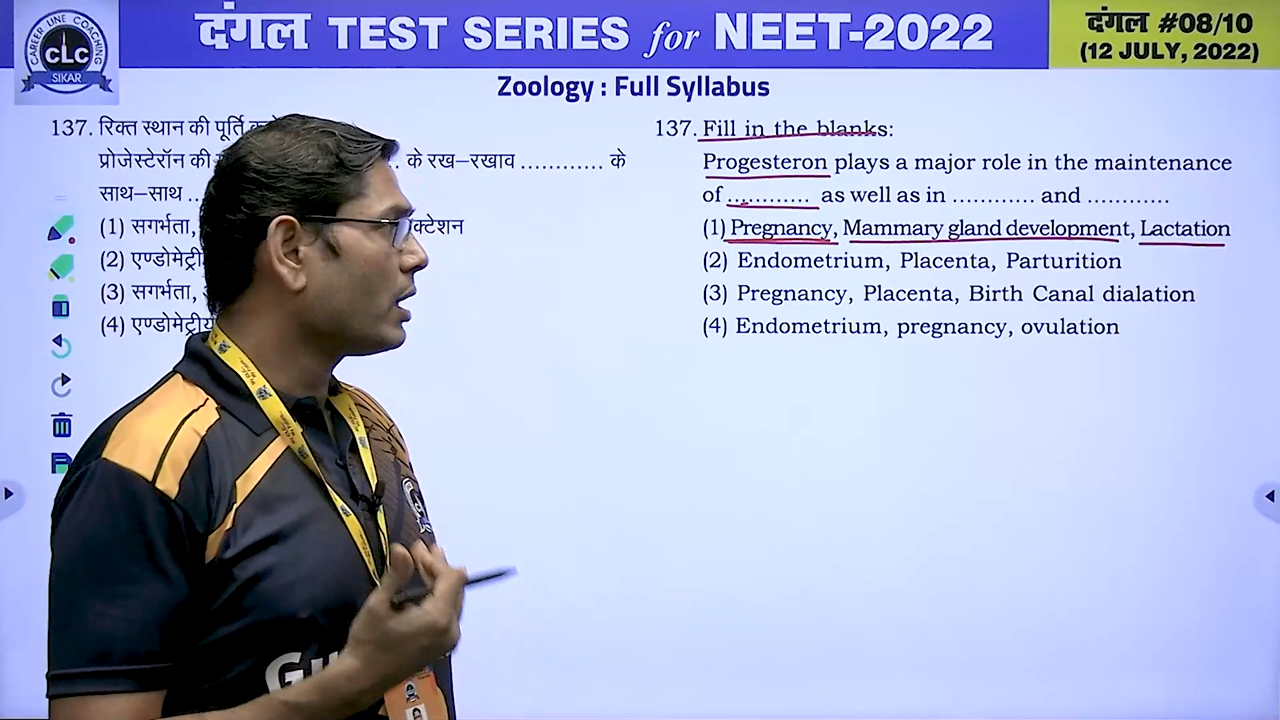 CAREER LINE COACHING
CLC
SIKAR
दंगल TEST SERIES for NEET-2022
दंगल #08/10
(12 JULY, 2022)
Zoology : Full Syllabus
137. रिक्त स्थान की पूर्ति
प्रोजेस्टेरॉन की के रख–रखाव ............ के
साथ–साथ
(1) सगर्भता,
(2)
(3) सगर्भता,
(4)
137. Fill in the blanks:
Progesteron plays a major role in the maintenance
of ............ as well as in ............ and ............
(1) Pregnancy, Mammary gland development, Lactation
(2) Endometrium, Placenta, Parturition
(3) Pregnancy, Placenta, Birth Canal dialation
(4) Endometrium, pregnancy, ovulation